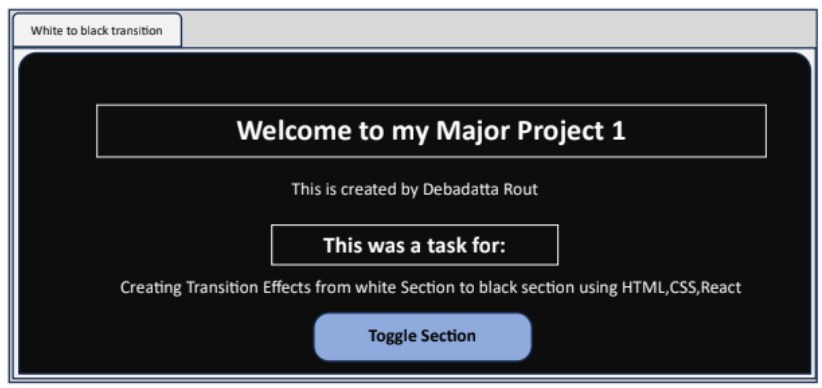 White to black transition
Welcome to my Major Project 1
This is created by Debadatta Rout
This was a task for:
Creating Transition Effects from white Section to black section using HTML,CSS,React
Toggle Section